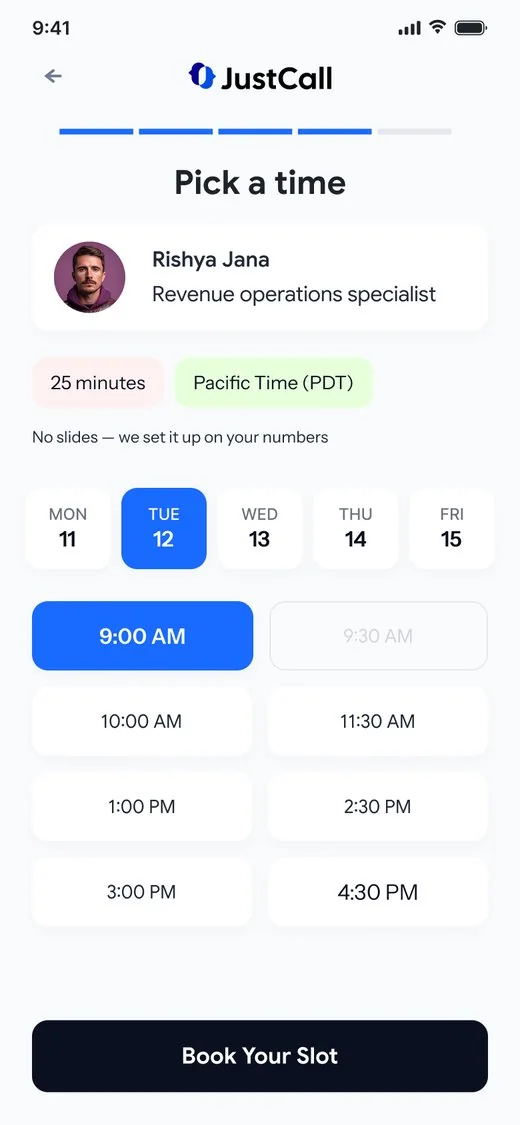 9:41
JustCall
Pick a time
Rishya Jana
Revenue operations specialist
25 minutes
Pacific Time (PDT)
No slides — we set it up on your numbers
MON
11
TUE
12
WED
13
THU
14
FRI
15
9:00 AM
9:30 AM
10:00 AM
11:30 AM
1:00 PM
2:30 PM
3:00 PM
4:30 PM
Book Your Slot